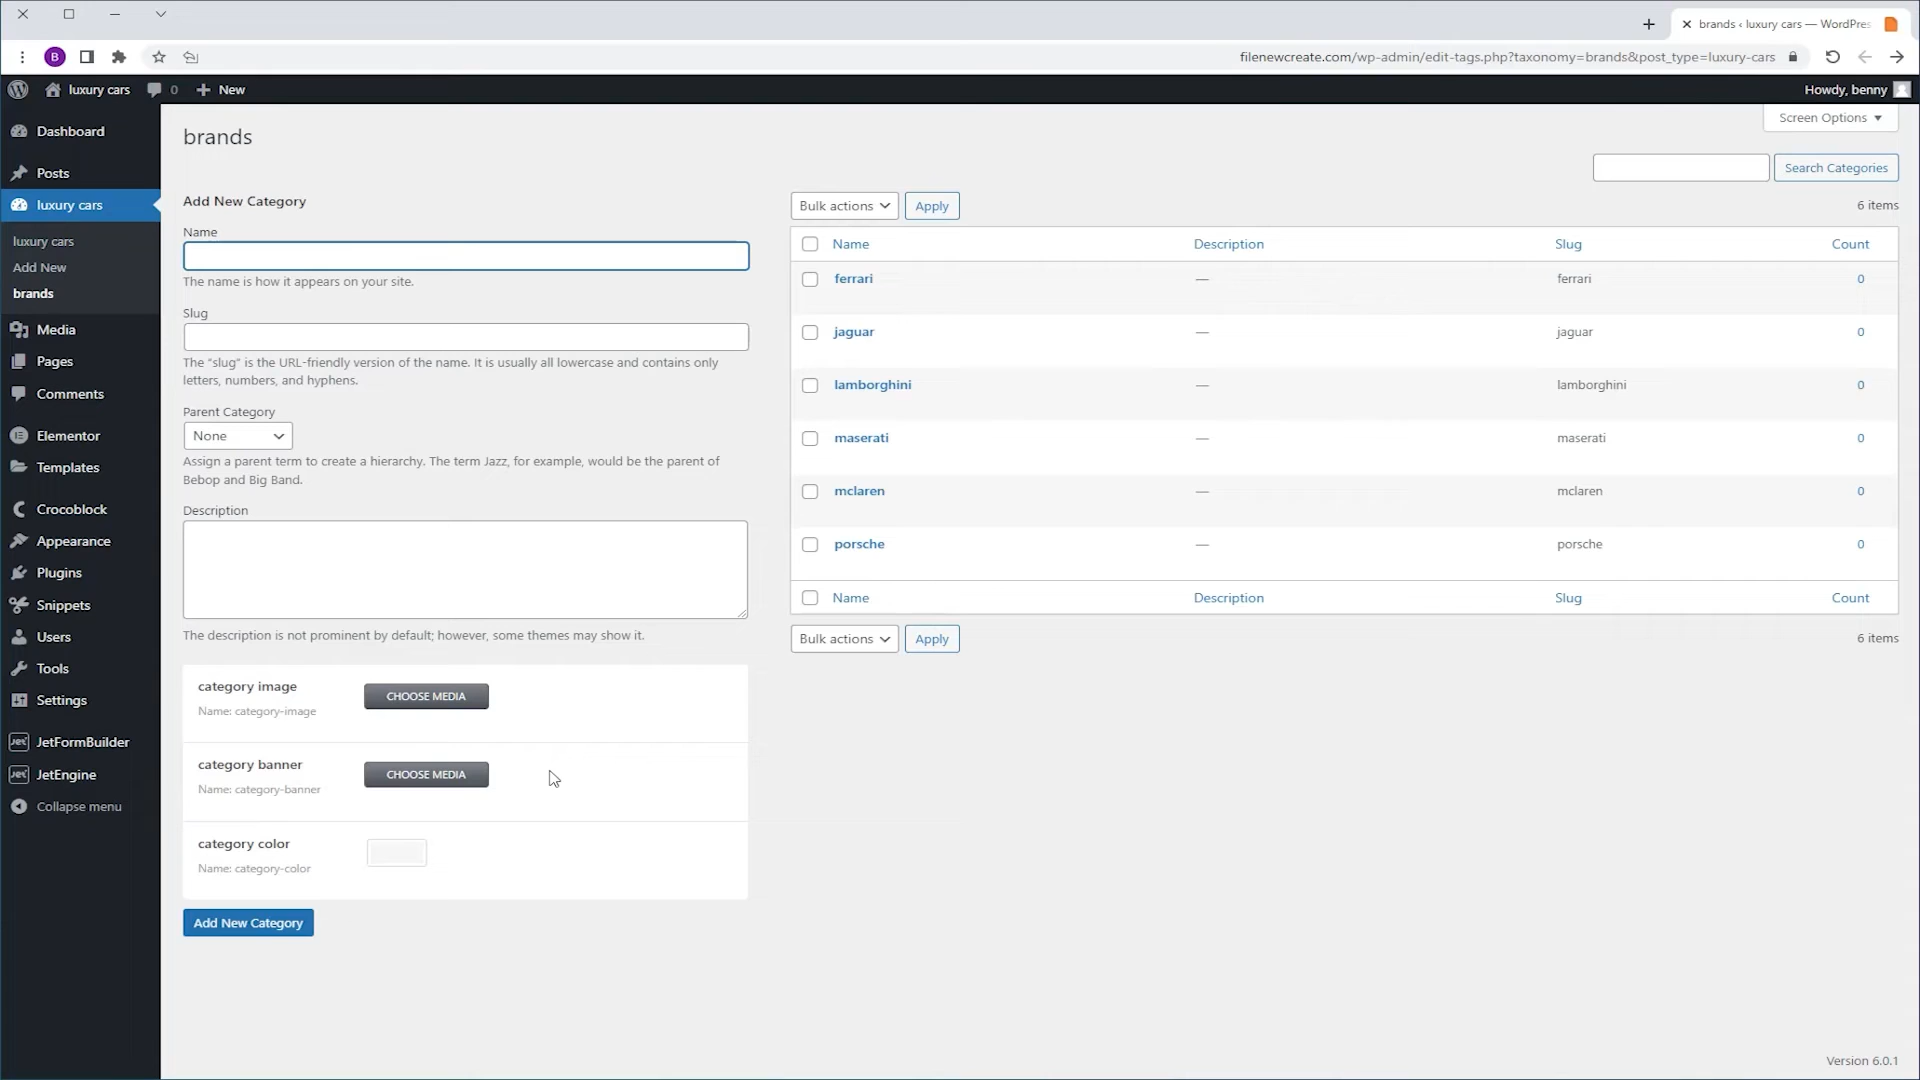 brands ‹ luxury cars — WordPres
B
filenewcreate.com/wp-admin/edit-tags.php?taxonomy=brands&post_type=luxury-cars
luxury cars
0
New
Howdy, benny
Dashboard
Posts
luxury cars
luxury cars
Add New
brands
Media
Pages
Comments
Elementor
Templates
Crocoblock
Appearance
Plugins
Snippets
Users
Tools
Settings
JetFormBuilder
JetEngine
Collapse menu
Screen Options
brands
Search Categories
Add New Category
Name
The name is how it appears on your site.
Slug
The “slug” is the URL-friendly version of the name. It is usually all lowercase and contains only
letters, numbers, and hyphens.
Parent Category
None
Assign a parent term to create a hierarchy. The term Jazz, for example, would be the parent of
Bebop and Big Band.
Description
The description is not prominent by default; however, some themes may show it.
category image
CHOOSE MEDIA
Name: category-image
category banner
CHOOSE MEDIA
Name: category-banner
category color
Name: category-color
Add New Category
Bulk actions Apply 6 items
Name Description Slug Count
ferrari — ferrari 0
jaguar — jaguar 0
lamborghini — lamborghini 0
maserati — maserati 0
mclaren — mclaren 0
porsche — porsche 0
Name Description Slug Count
Bulk actions Apply 6 items
Version 6.0.1